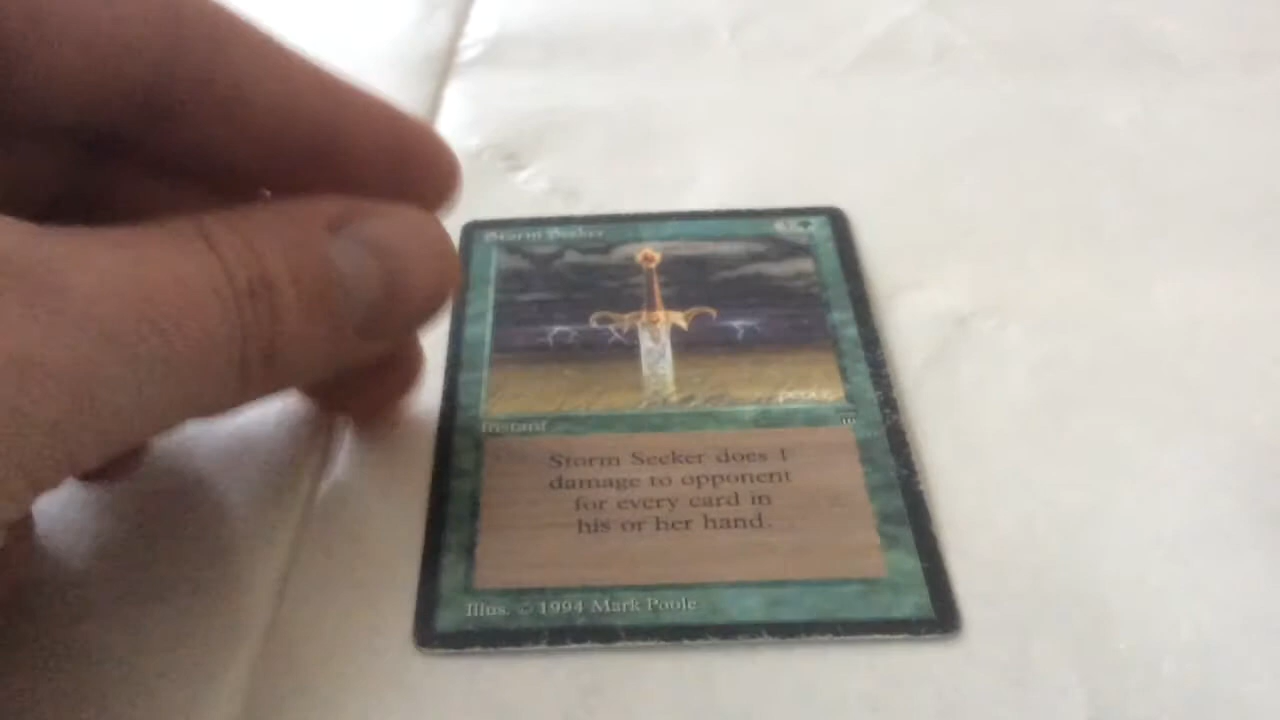 Storm Seeker
POOLE
Instant
Storm Seeker does 1
damage to opponent
for every card in
his or her hand.
Illus. © 1994 Mark Poole